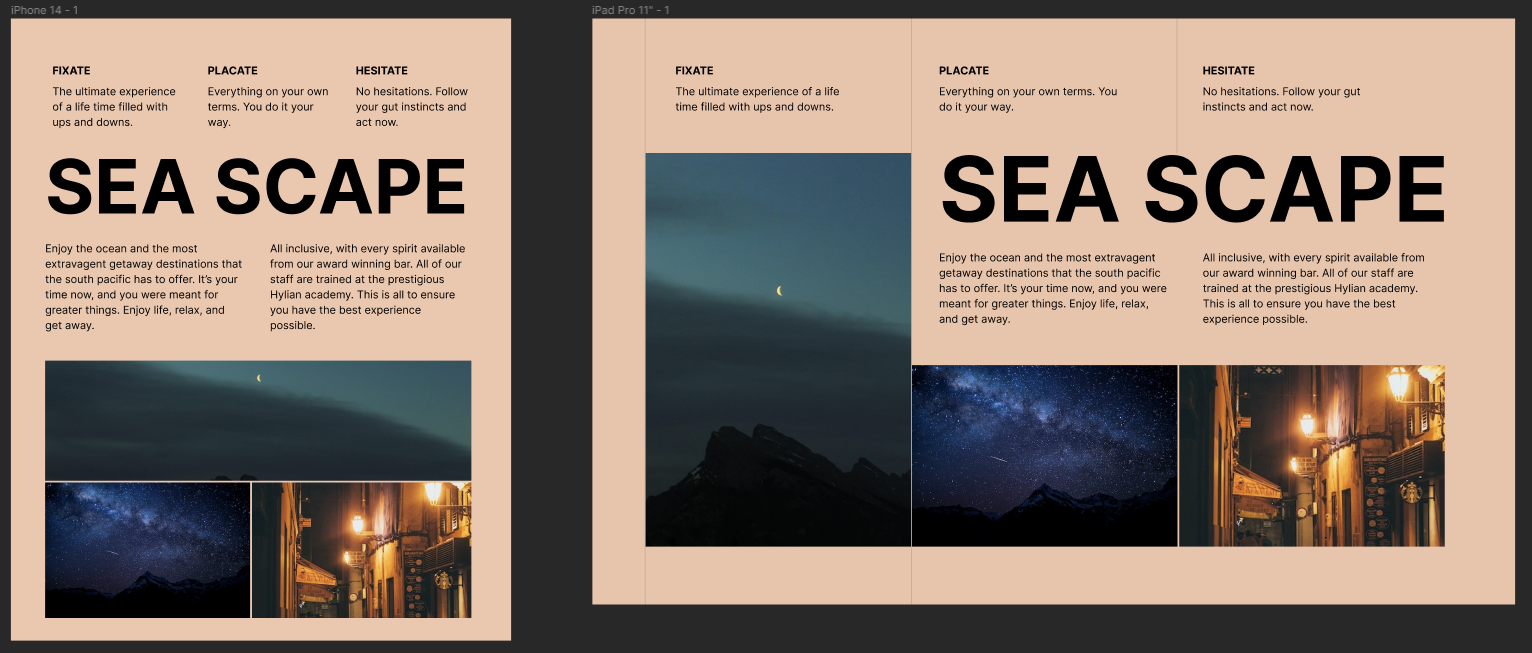 iPhone 14 - 1
FIXATE
The ultimate experience
of a life time filled with
ups and downs.
PLACATE
Everything on your own
terms. You do it your
way.
HESITATE
No hesitations. Follow
your gut instincts and
act now.
SEA SCAPE
Enjoy the ocean and the most
extravagent getaway destinations that
the south pacific has to offer. It's your
time now, and you were meant for
greater things. Enjoy life, relax, and
get away.
All inclusive, with every spirit available
from our award winning bar. All of our
staff are trained at the prestigious
Hylian academy. This is all to ensure
you have the best experience
possible.
iPad Pro 11" - 1
FIXATE
The ultimate experience of a life
time filled with ups and downs.
PLACATE
Everything on your own terms. You
do it your way.
HESITATE
No hesitations. Follow your gut
instincts and act now.
SEA SCAPE
Enjoy the ocean and the most extravagent
getaway destinations that the south pacific
has to offer. It's your time now, and you were
meant for greater things. Enjoy life, relax,
and get away.
All inclusive, with every spirit available from
our award winning bar. All of our staff are
trained at the prestigious Hylian academy.
This is all to ensure you have the best
experience possible.